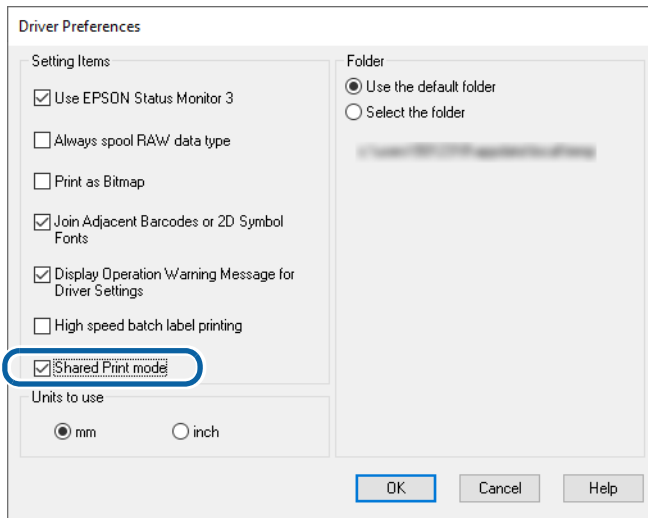 Driver Preferences
Setting Items
Use EPSON Status Monitor 3
Always spool RAW data type
Print as Bitmap
Join Adjacent Barcodes or 2D Symbol
Fonts
Display Operation Warning Message for
Driver Settings
High speed batch label printing
Shared Print mode
Units to use
mm
inch
Folder
Use the default folder
Select the folder
OK
Cancel
Help